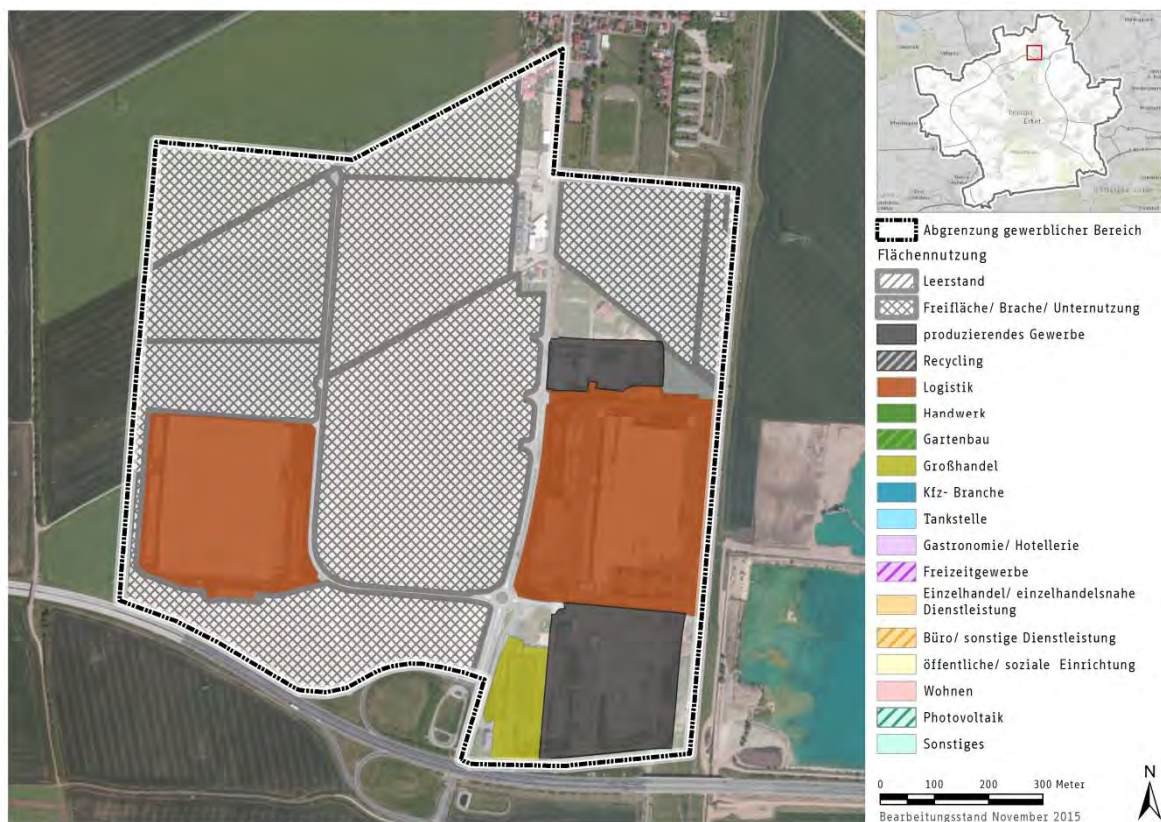 Erfurt
Abgrenzung gewerblicher Bereich
Flächennutzung
Leerstand
Freifläche/ Brache/ Unternutzung
produzierendes Gewerbe
Recycling
Logistik
Handwerk
Gartenbau
Großhandel
Kfz- Branche
Tankstelle
Gastronomie/ Hotellerie
Freizeitgewerbe
Einzelhandel/ einzelhandelsnahe
Dienstleistung
Büro/ sonstige Dienstleistung
öffentliche/ soziale Einrichtung
Wohnen
Photovoltaik
Sonstiges
0 100 200 300 Meter
N
Bearbeitungsstand November 2015